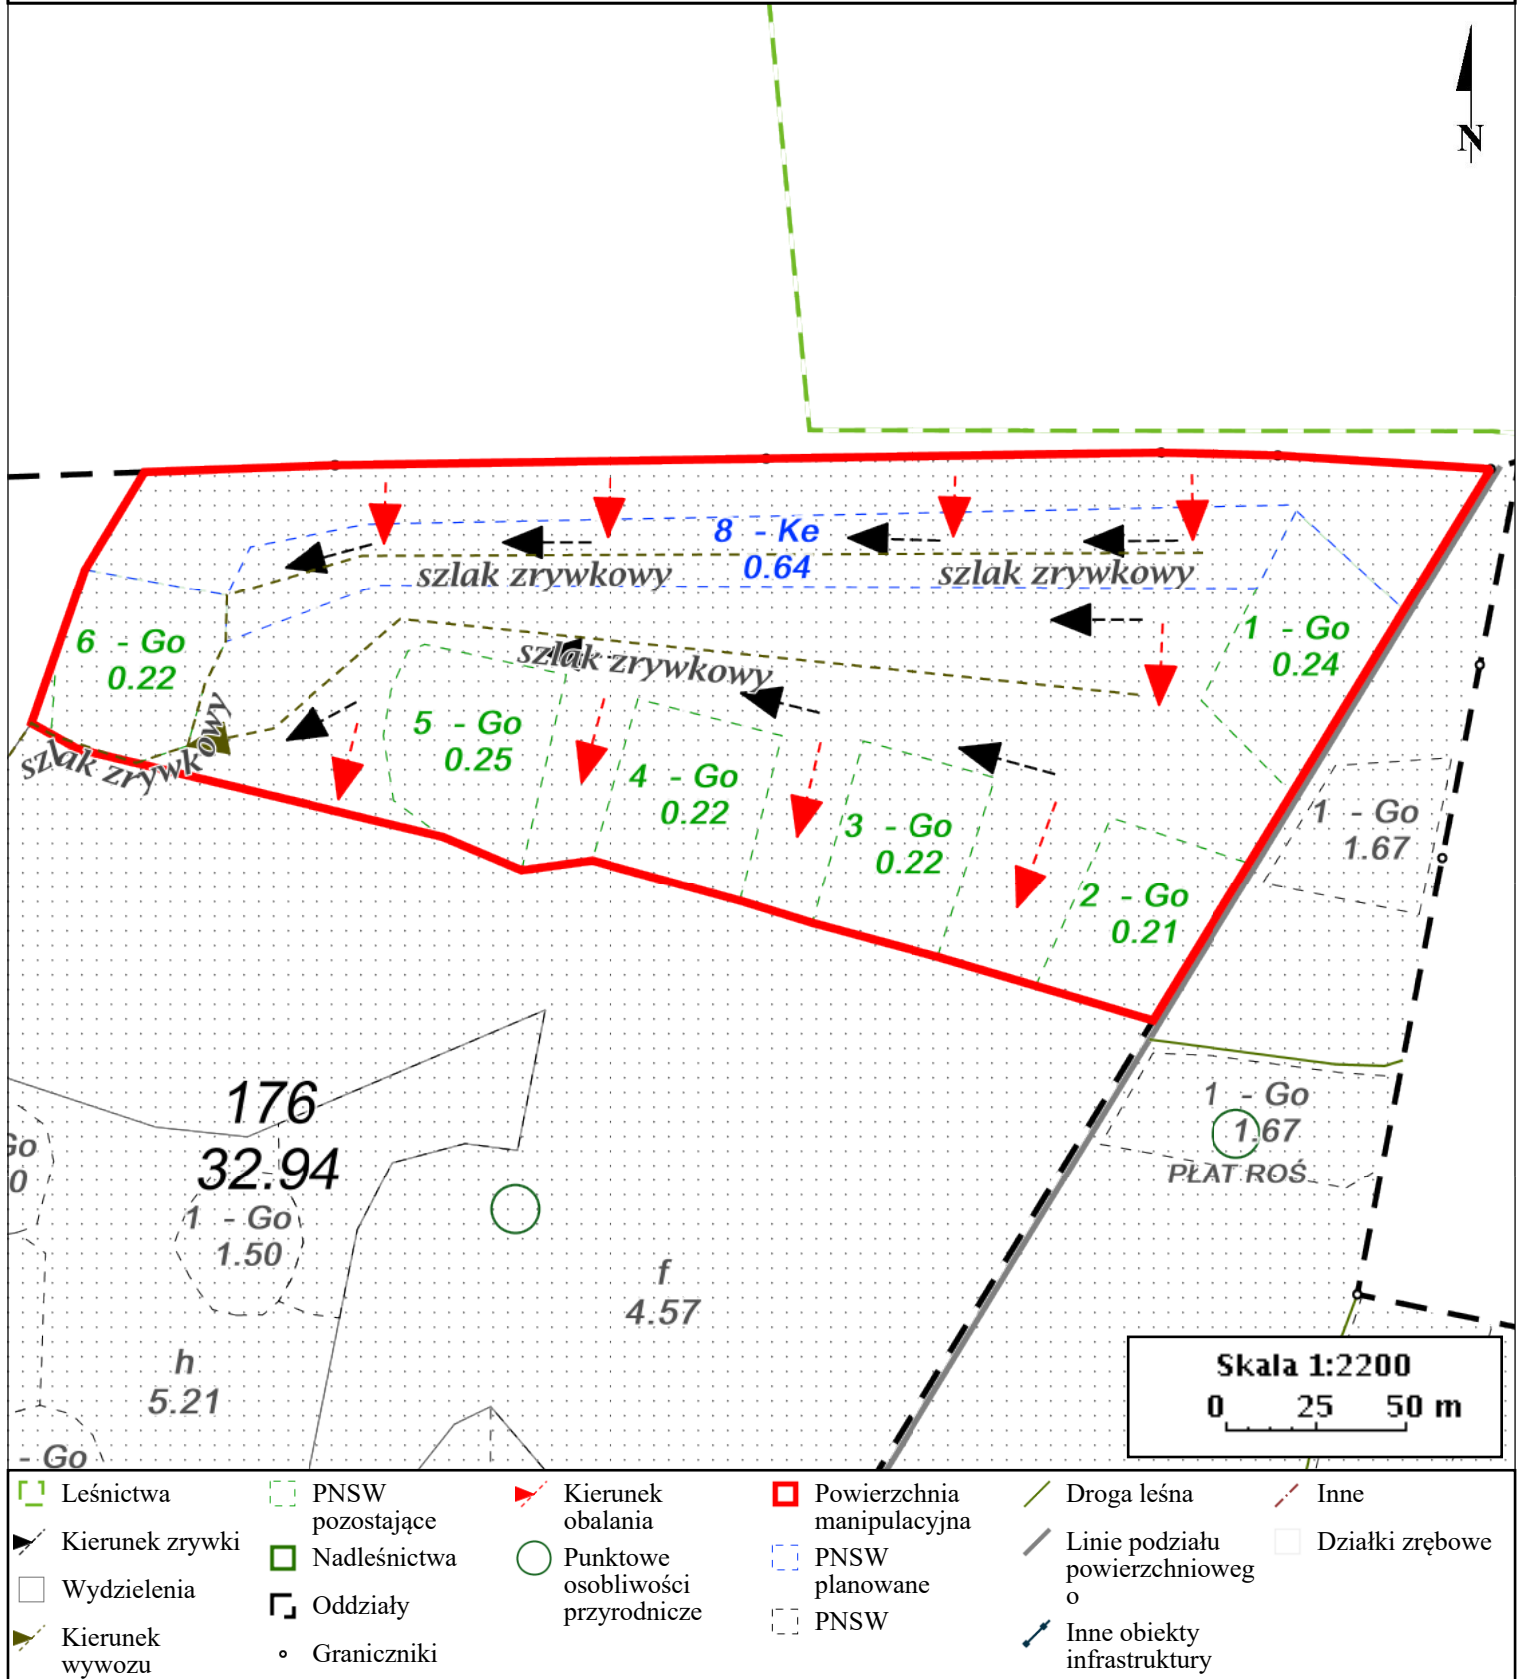 N
8 - Ke
0.64
szlak zrywkowy
szlak zrywkowy
6 - Go
0.22
1 - Go
0.24
szlak zrywkowy
5 - Go
0.25
4 - Go
0.22
3 - Go
0.22
2 - Go
0.21
szlak zrywkowy
1 - Go
1.67
176
32.94
1 - Go
1.50
1 - Go
1.67
PŁAT ROŚ
Go
0
f
4.57
h
5.21
- Go
Skala 1:2200
0 25 50 m
Leśnictwa
Kierunek zrywki
Wydzielenia
Kierunek
wywozu
PNSW
pozostające
Nadleśnictwa
Oddziały
Graniczniki
Kierunek
obalania
Punktowe
osobliwości
przyrodnicze
Powierzchnia
manipulacyjna
PNSW
planowane
PNSW
Droga leśna
Linie podziału
powierzchnioweg
o
Inne obiekty
infrastruktury
Inne
Działki zrębowe